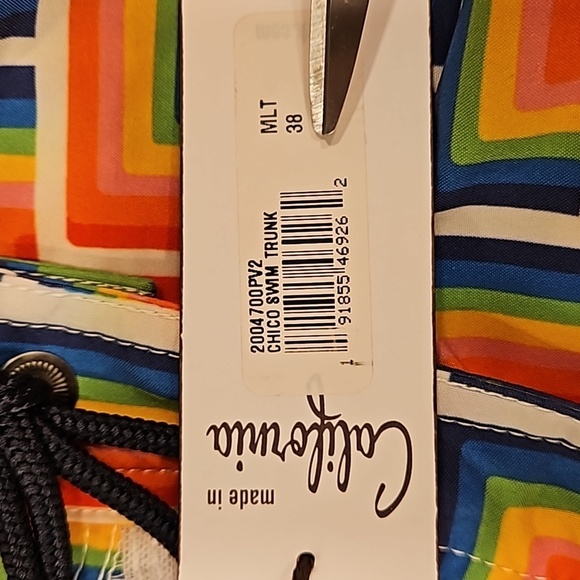 MLT
38
2004700PV2
CHICO SWIM TRUNK
1 91855 46926 2
made in
California